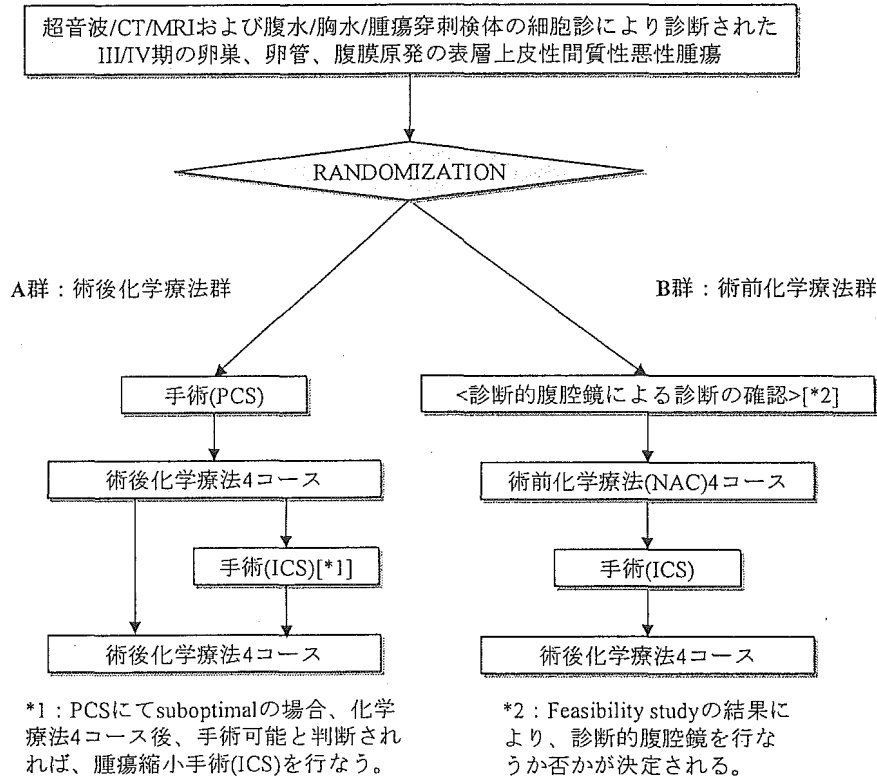 超音波/CT/MRIおよび腹水/胸水/腫瘍穿刺検体の細胞診により診断された
III/IV期の卵巣、卵管、腹膜原発の表層上皮性間質性悪性腫瘍
RANDOMIZATION
A群：術後化学療法群
B群：術前化学療法群
手術(PCS)
<診断的腹腔鏡による診断の確認>[*2]
術後化学療法4コース
術前化学療法(NAC)4コース
手術(ICS)[*1]
手術(ICS)
術後化学療法4コース
術後化学療法4コース
*1：PCSにてsuboptimalの場合、化学
療法4コース後、手術可能と判断され
れば、腫瘍縮小手術(ICS)を行なう。
*2：Feasibility studyの結果に
より、診断的腹腔鏡を行な
うか否かが決定される。